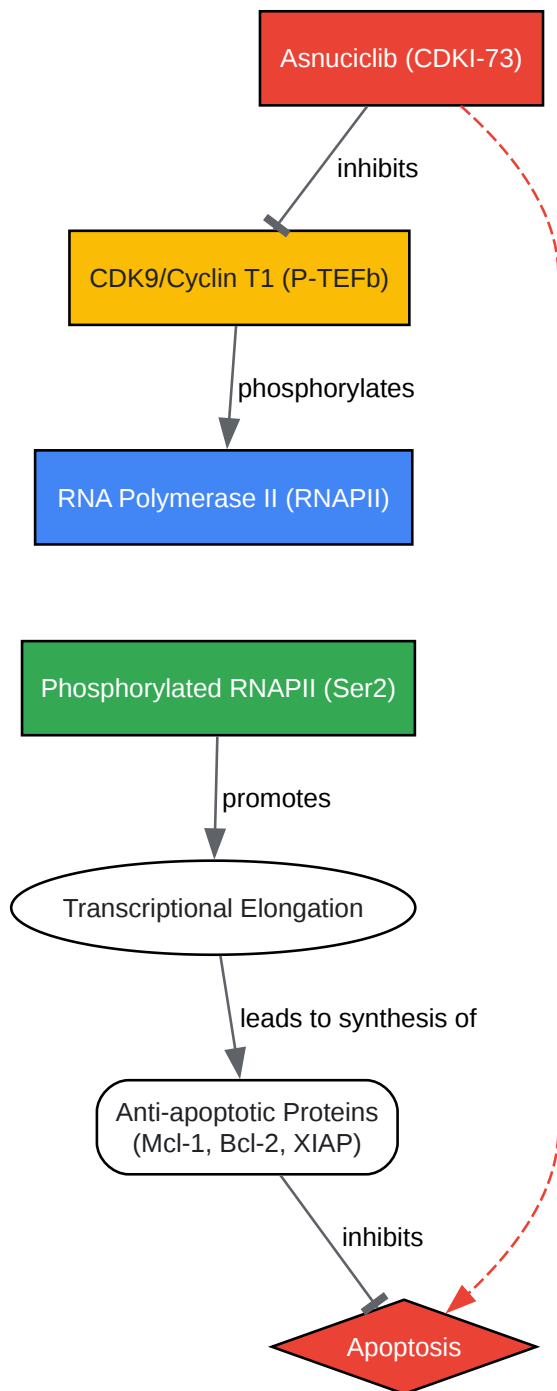 Asnuciclib (CDKI-73)
inhibits
CDK9/Cyclin T1 (P-TEFb)
phosphorylates
RNA Polymerase II (RNAPII)
Phosphorylated RNAPII (Ser2)
promotes
Transcriptional Elongation
leads to synthesis of
Anti-apoptotic Proteins
(Mcl-1, Bcl-2, XIAP)
inhibits
Apoptosis